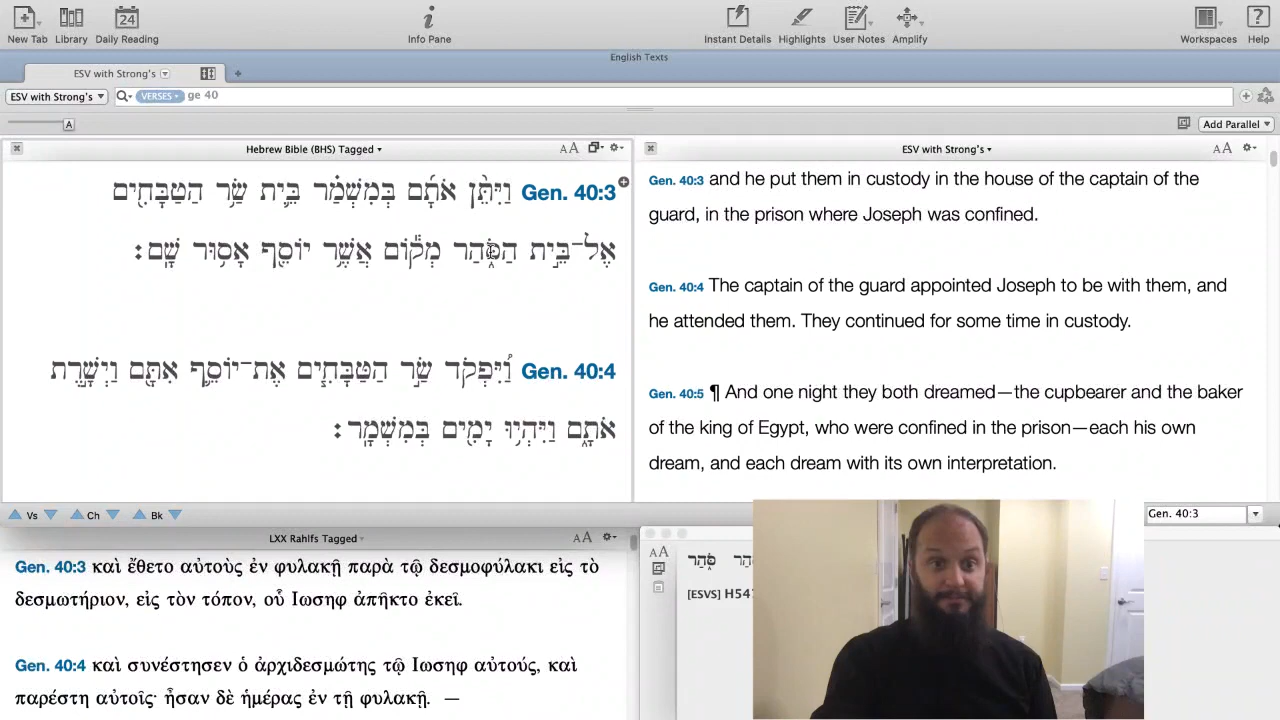 New Tab Library Daily Reading Info Pane Instant Details Highlights User Notes Amplify Workspaces Help
24
English Texts
ESV with Strong's
ESV with Strong's VERSES ge 40
A Add Parallel
Hebrew Bible (BHS) Tagged AA
Gen. 40:3 וַיִּתֵּ֨ן אֹתָ֜ם בְּמִשְׁמַ֗ר בֵּ֛ית שַׂ֥ר הַטַבָּחִ֖ים
אֶל־בֵּ֣ית הַסֹּ֑הַר מְק֕וֹם אֲשֶׁ֥ר יוֹסֵ֖ף אָס֥וּר שָֽׁם׃
Gen. 40:4 וַ֠יִּפְקֹד שַׂ֣ר הַטַּבָּחִ֧ים אֶת־יוֹסֵ֛ף אִתָּ֖ם וַיְשָׁ֣רֶת
אֹתָ֑ם וַיִּהְי֥וּ יָמִ֖ים בְּמִשְׁמָֽר׃
ESV with Strong's AA
Gen. 40:3 and he put them in custody in the house of the captain of the
guard, in the prison where Joseph was confined.
Gen. 40:4 The captain of the guard appointed Joseph to be with them, and
he attended them. They continued for some time in custody.
Gen. 40:5 ¶ And one night they both dreamed—the cupbearer and the baker
of the king of Egypt, who were confined in the prison—each his own
dream, and each dream with its own interpretation.
Vs Ch Bk
Gen. 40:3
LXX Rahlfs Tagged AA
Gen. 40:3 καὶ ἔθετο αὐτοὺς ἐν φυλακῇ παρὰ τῷ δεσμοφύλακι εἰς τὸ
δεσμωτήριον, εἰς τὸν τόπον, οὗ Ιωσηφ ἀπῆκτο ἐκεῖ.
Gen. 40:4 καὶ συνέστησεν ὁ ἀρχιδεσμώτης τῷ Ιωσηφ αὐτούς, καὶ
παρέστη αὐτοῖς· ἦσαν δὲ ἡμέρας ἐν τῇ φυλακῇ. —
AA סֹּ֑הַר
[ESVS]